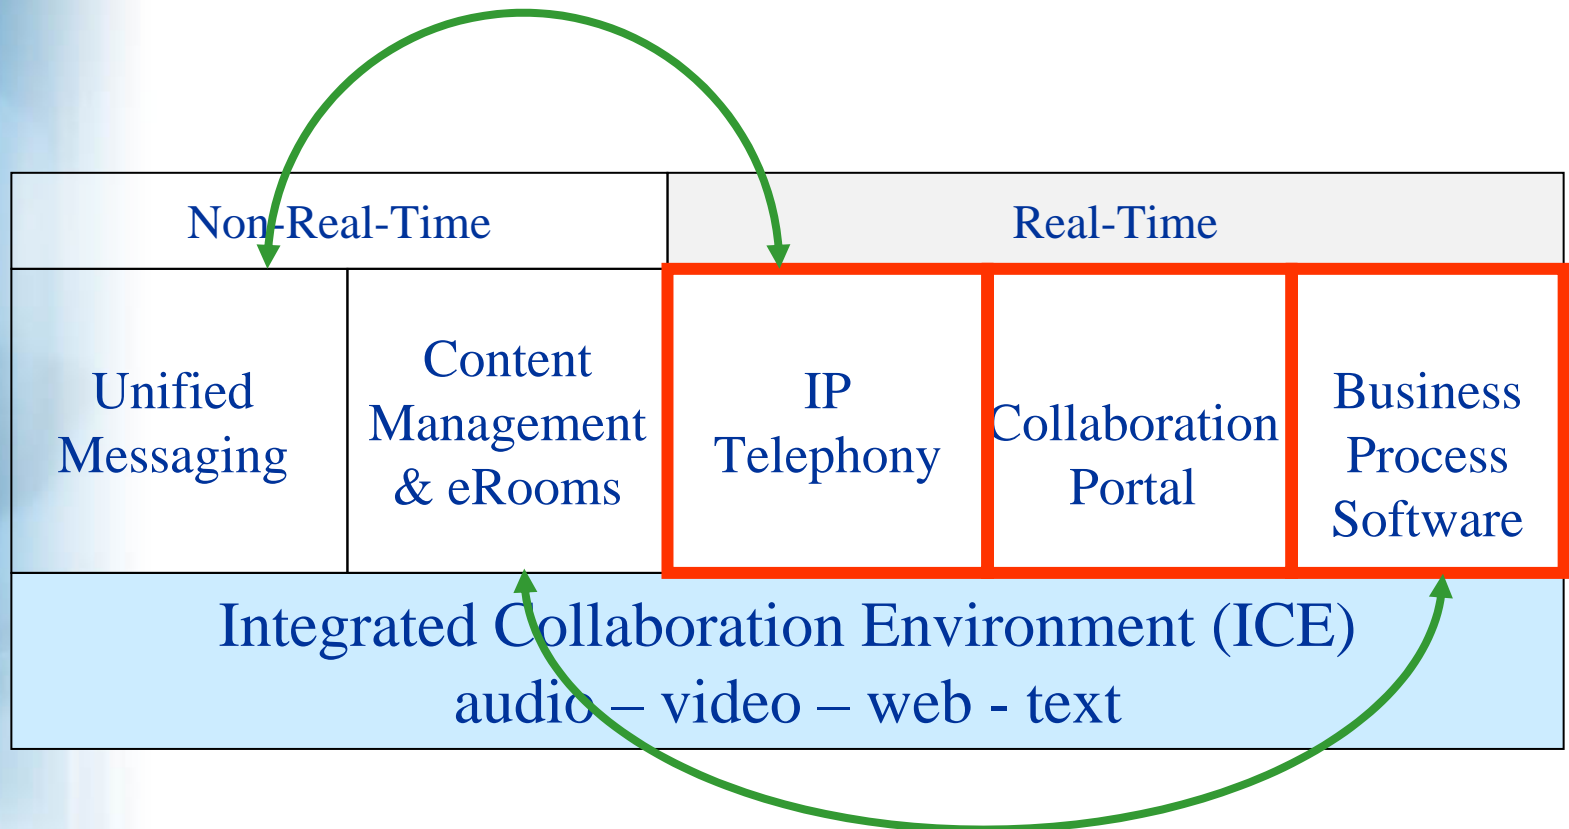 Non-Real-Time
Real-Time
Unified
Messaging
Content
Management
& eRooms
IP
Telephony
Collaboration
Portal
Business
Process
Software
Integrated Collaboration Environment (ICE)
audio – video – web - text